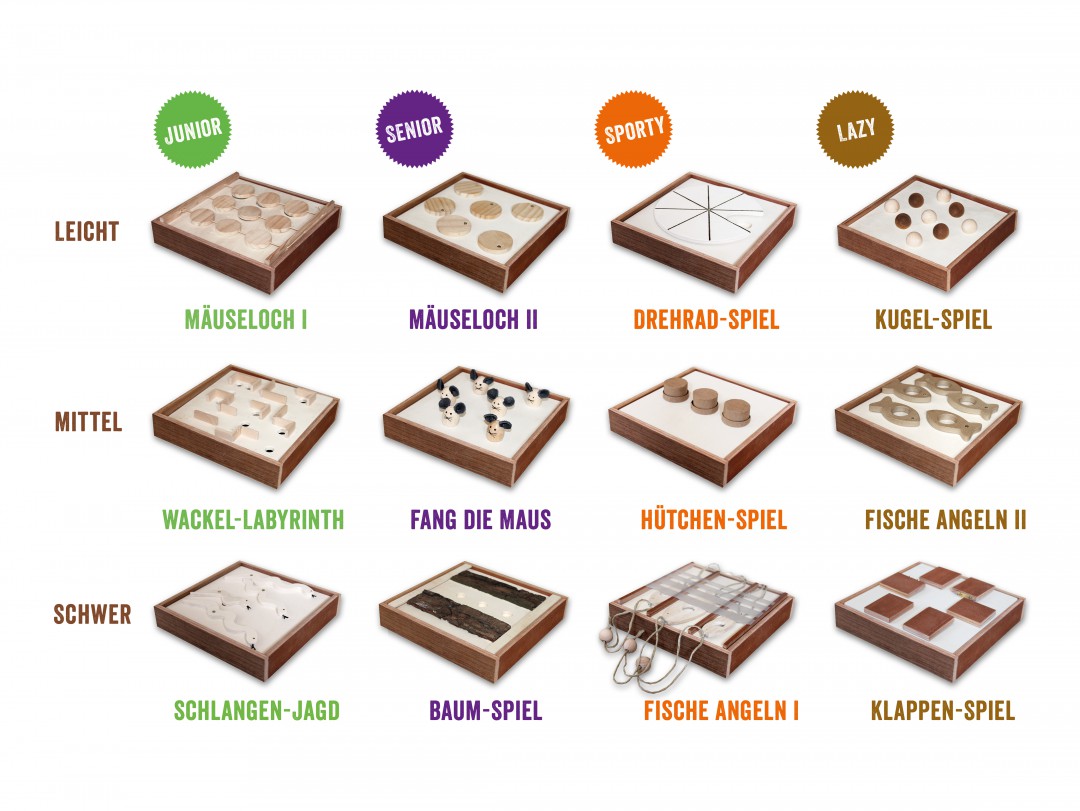 JUNIOR
SENIOR
SPORTY
LAZY
LEICHT
MÄUSELOCH I
MÄUSELOCH II
DREHRAD-SPIEL
KUGEL-SPIEL
MITTEL
WACKEL-LABYRINTH
FANG DIE MAUS
HÜTCHEN-SPIEL
FISCHE ANGELN II
SCHWER
SCHLANGEN-JAGD
BAUM-SPIEL
FISCHE ANGELN I
KLAPPEN-SPIEL